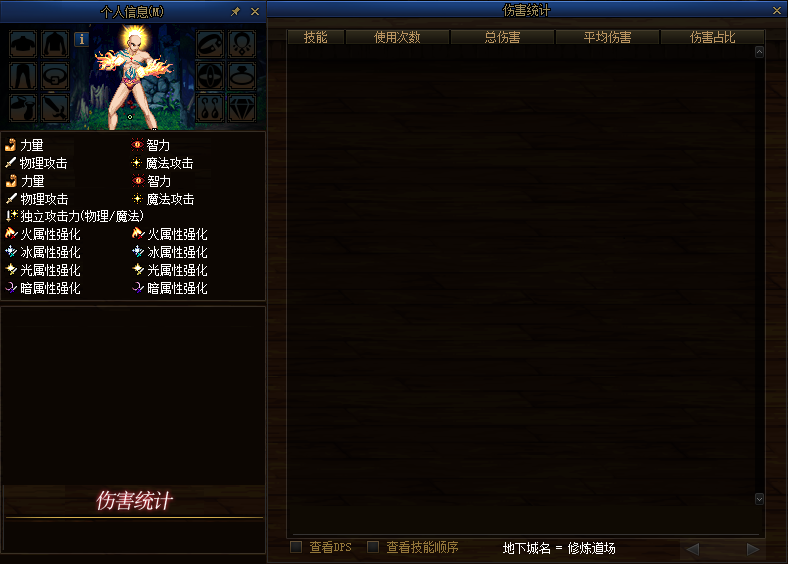 个人信息(M)
伤害统计
技能 使用次数 总伤害 平均伤害 伤害占比
力量 智力
物理攻击 魔法攻击
力量 智力
物理攻击 魔法攻击
独立攻击力(物理/魔法)
火属性强化 火属性强化
冰属性强化 冰属性强化
光属性强化 光属性强化
暗属性强化 暗属性强化
伤害统计
查看DPS 查看技能顺序 地下城名 = 修炼道场